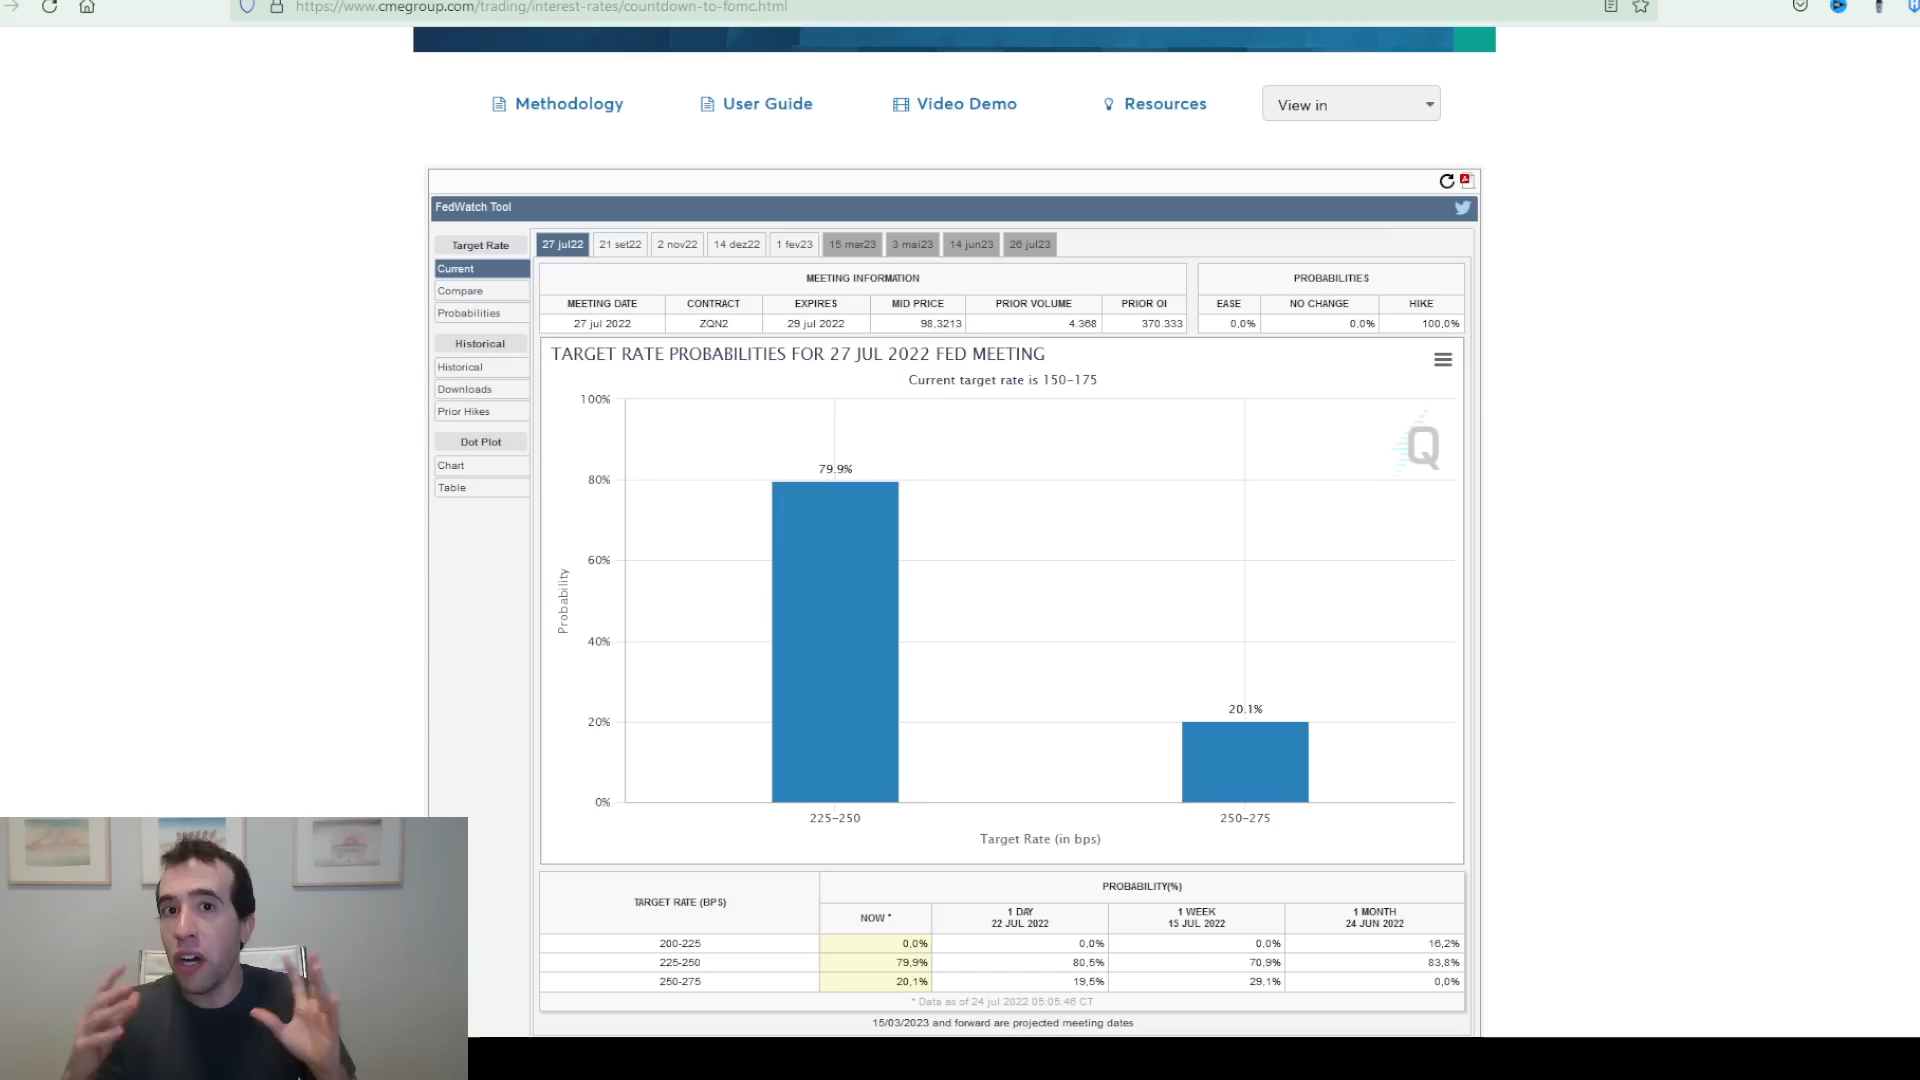 https://www.cmegroup.com/trading/interest-rates/countdown-to-fomc.html
Methodology
User Guide
Video Demo
Resources
View in
FedWatch Tool
Target Rate
Current
Compare
Probabilities
Historical
Historical
Downloads
Prior Hikes
Dot Plot
Chart
Table
27 jul22 21 set22 2 nov22 14 dez22 1 fev23 15 mar23 3 mai23 14 jun23 26 jul23
MEETING INFORMATION
MEETING DATE CONTRACT EXPIRES MID PRICE PRIOR VOLUME PRIOR OI
27 jul 2022 ZQN2 29 jul 2022 98,3213 4.368 370.333
PROBABILITIES
EASE NO CHANGE HIKE
0,0% 0,0% 100,0%
TARGET RATE PROBABILITIES FOR 27 JUL 2022 FED MEETING
Current target rate is 150-175
Probability
100%
80%
60%
40%
20%
0%
79.9%
20.1%
Q
225-250 250-275
Target Rate (in bps)
TARGET RATE (BPS)
PROBABILITY(%)
NOW *
1 DAY
22 JUL 2022
1 WEEK
15 JUL 2022
1 MONTH
24 JUN 2022
200-225 0,0% 0,0% 0,0% 16,2%
225-250 79,9% 80,5% 70,9% 83,8%
250-275 20,1% 19,5% 29,1% 0,0%
* Data as of 24 jul 2022 05:05:46 CT
15/03/2023 and forward are projected meeting dates